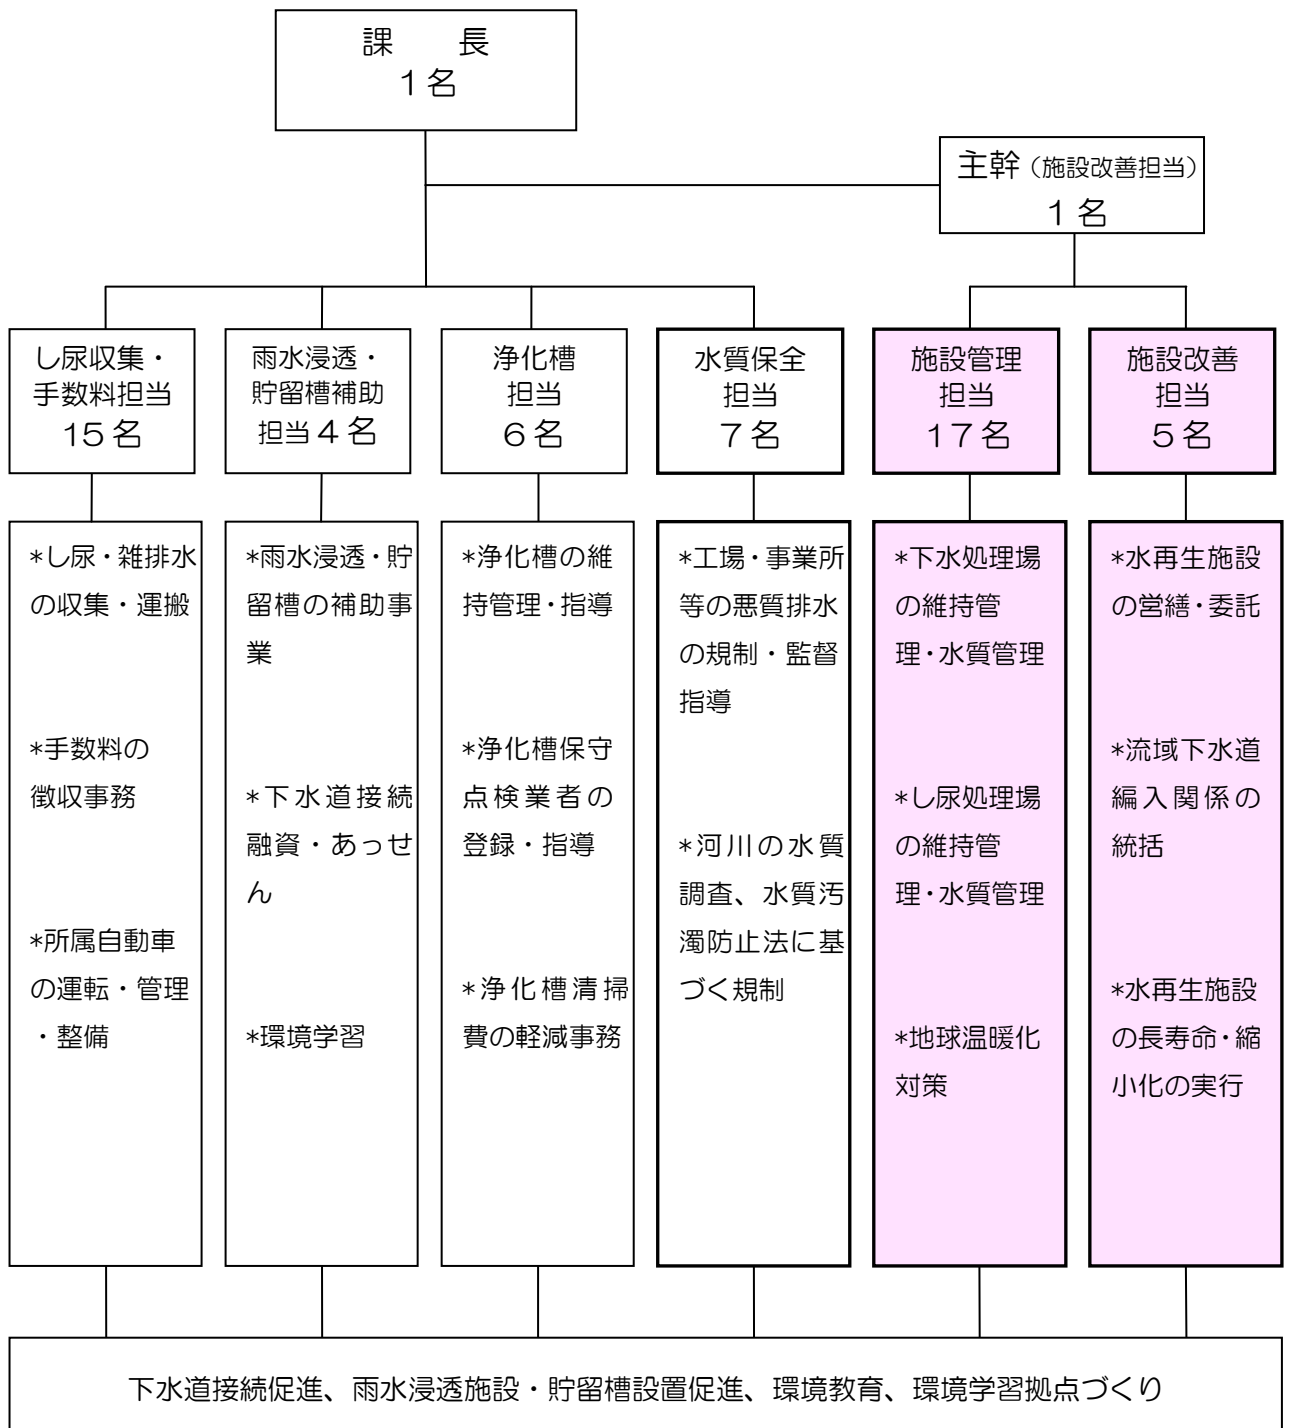 課　　長
１名
主幹（施設改善担当）
１名
し尿収集・
手数料担当
15名
雨水浸透・
貯留槽補助
担当４名
浄化槽
担当
６名
水質保全
担当
７名
施設管理
担当
17名
施設改善
担当
５名
*し尿・雑排水
の収集・運搬
*手数料の
徴収事務
*所属自動車
の運転・管理
・整備
*雨水浸透・貯
留槽の補助事
業
*下水道接続
融資・あっせ
ん
*環境学習
*浄化槽の維
持管理・指導
*浄化槽保守
点検業者の
登録・指導
*浄化槽清掃
費の軽減事務
*工場・事業所
等の悪質排水
の規制・監督
指導
*河川の水質
調査、水質汚
濁防止法に基
づく規制
*下水処理場
の維持管
理・水質管理
*し尿処理場
の維持管
理・水質管理
*地球温暖化
対策
*水再生施設
の営繕・委託
*流域下水道
編入関係の
統括
*水再生施設
の長寿命・縮
小化の実行
下水道接続促進、雨水浸透施設・貯留槽設置促進、環境教育、環境学習拠点づくり